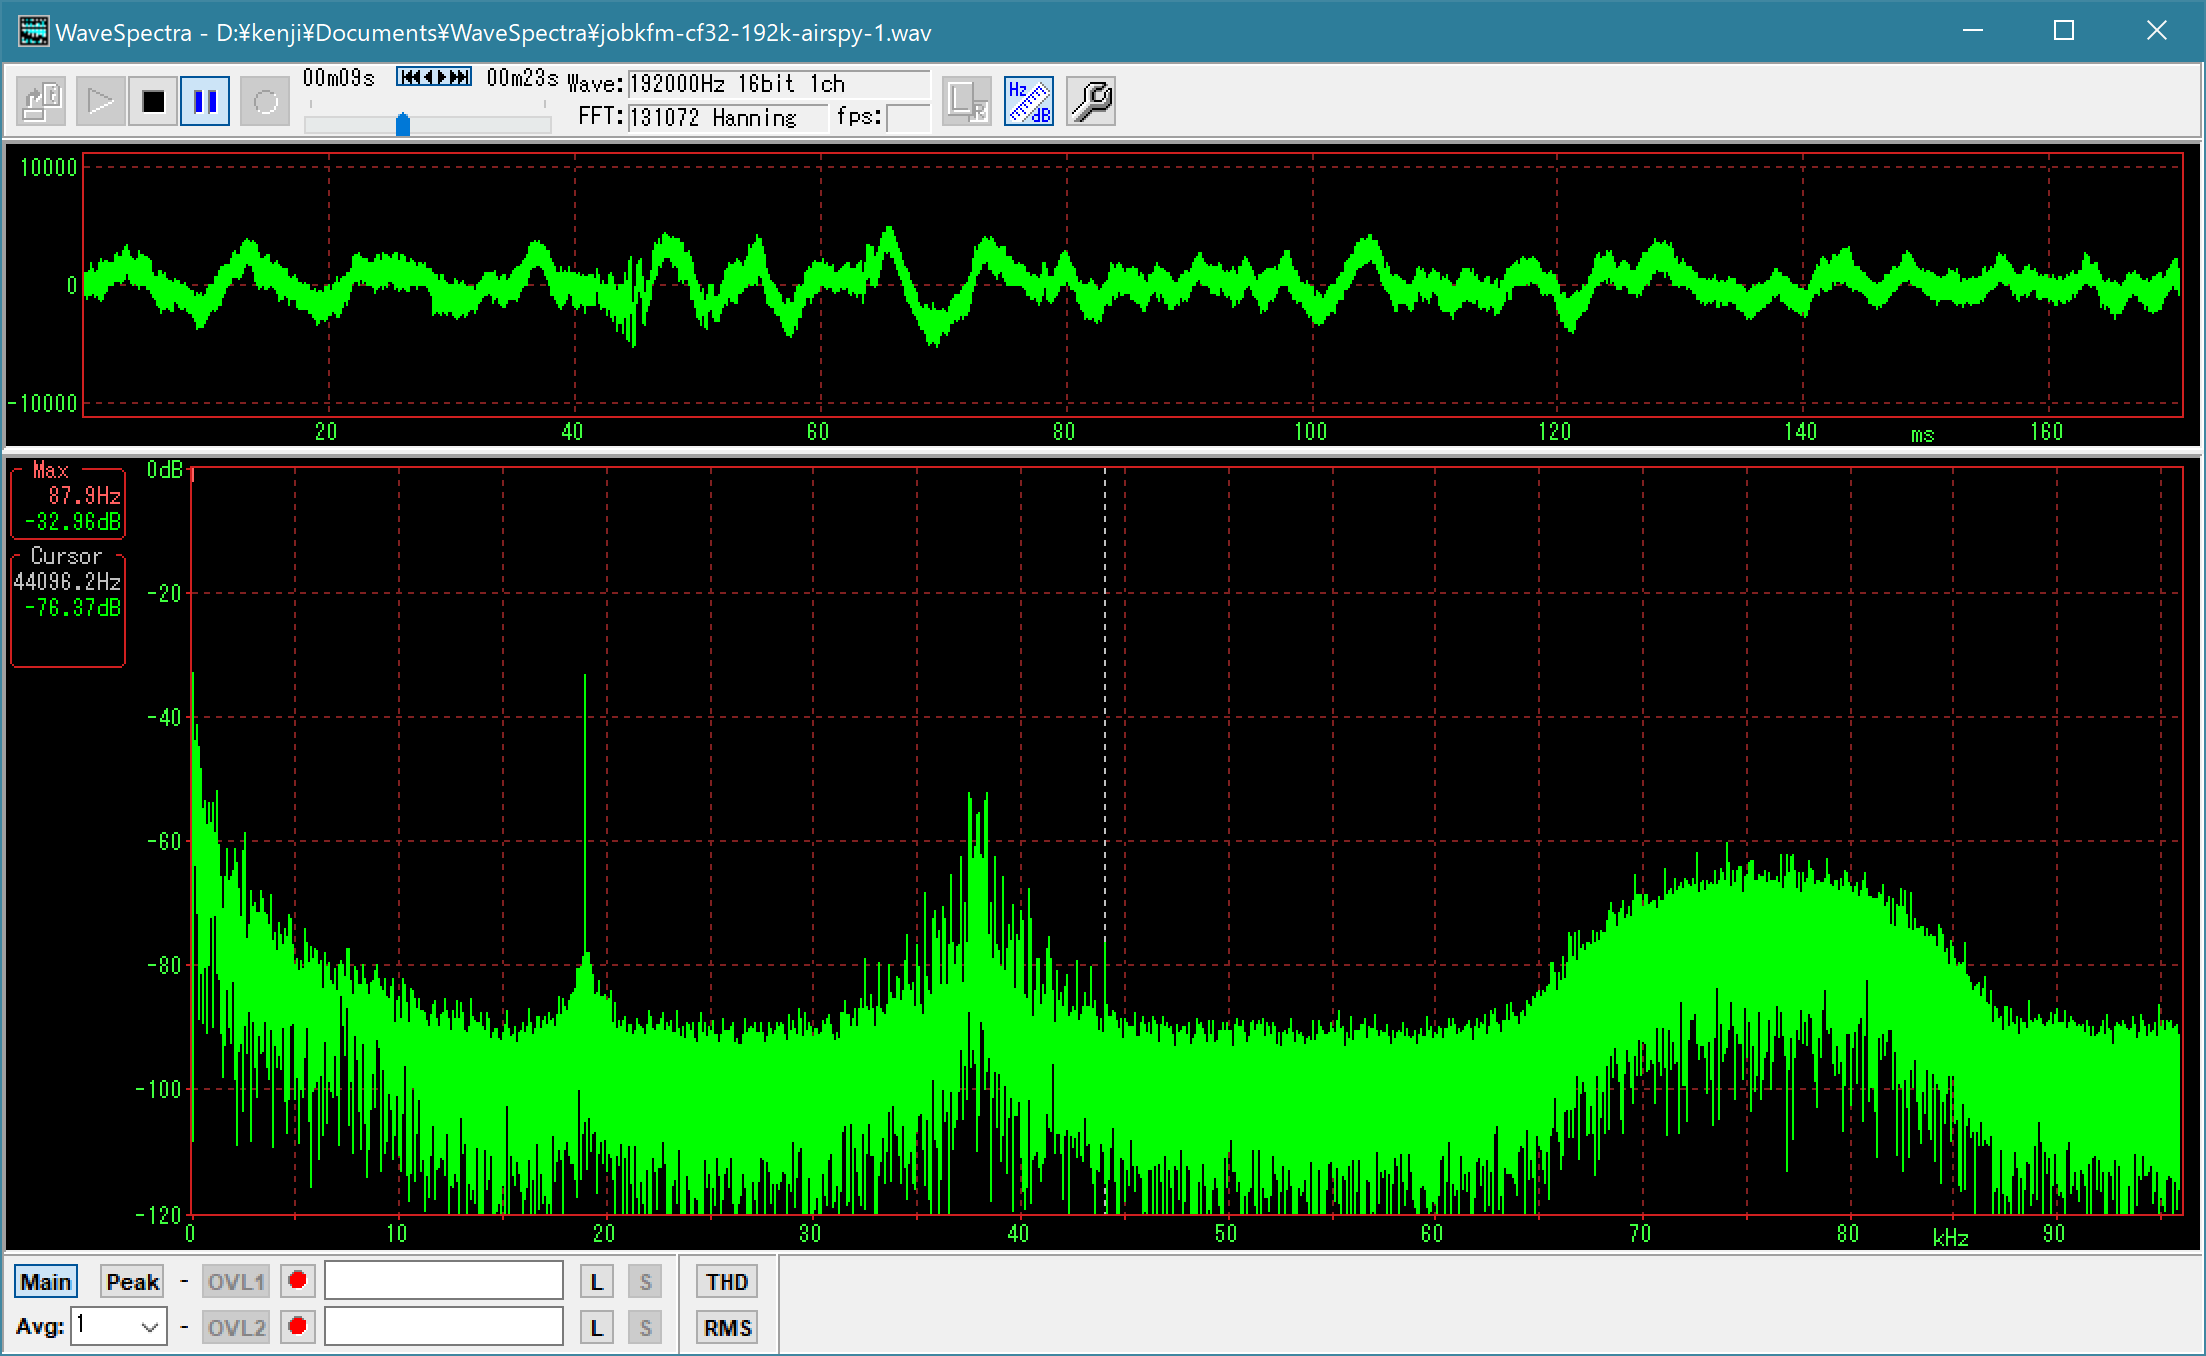 WaveSpectra - D:¥kenji¥Documents¥WaveSpectra¥jobkfm-cf32-192k-airspy-1.wav
00m09s 00m23s Wave: 192000Hz 16bit 1ch
FFT: 131072 Hanning fps:
L R
Hz dB
10000
0
-10000
20 40 60 80 100 120 140 ms 160
Max
87.9Hz
-32.96dB
Cursor
44096.2Hz
-76.37dB
0dB
-20
-40
-60
-80
-100
-120
0 10 20 30 40 50 60 70 80 kHz 90
Main Peak - OVL1 L S THD
Avg: 1 - OVL2 L S RMS